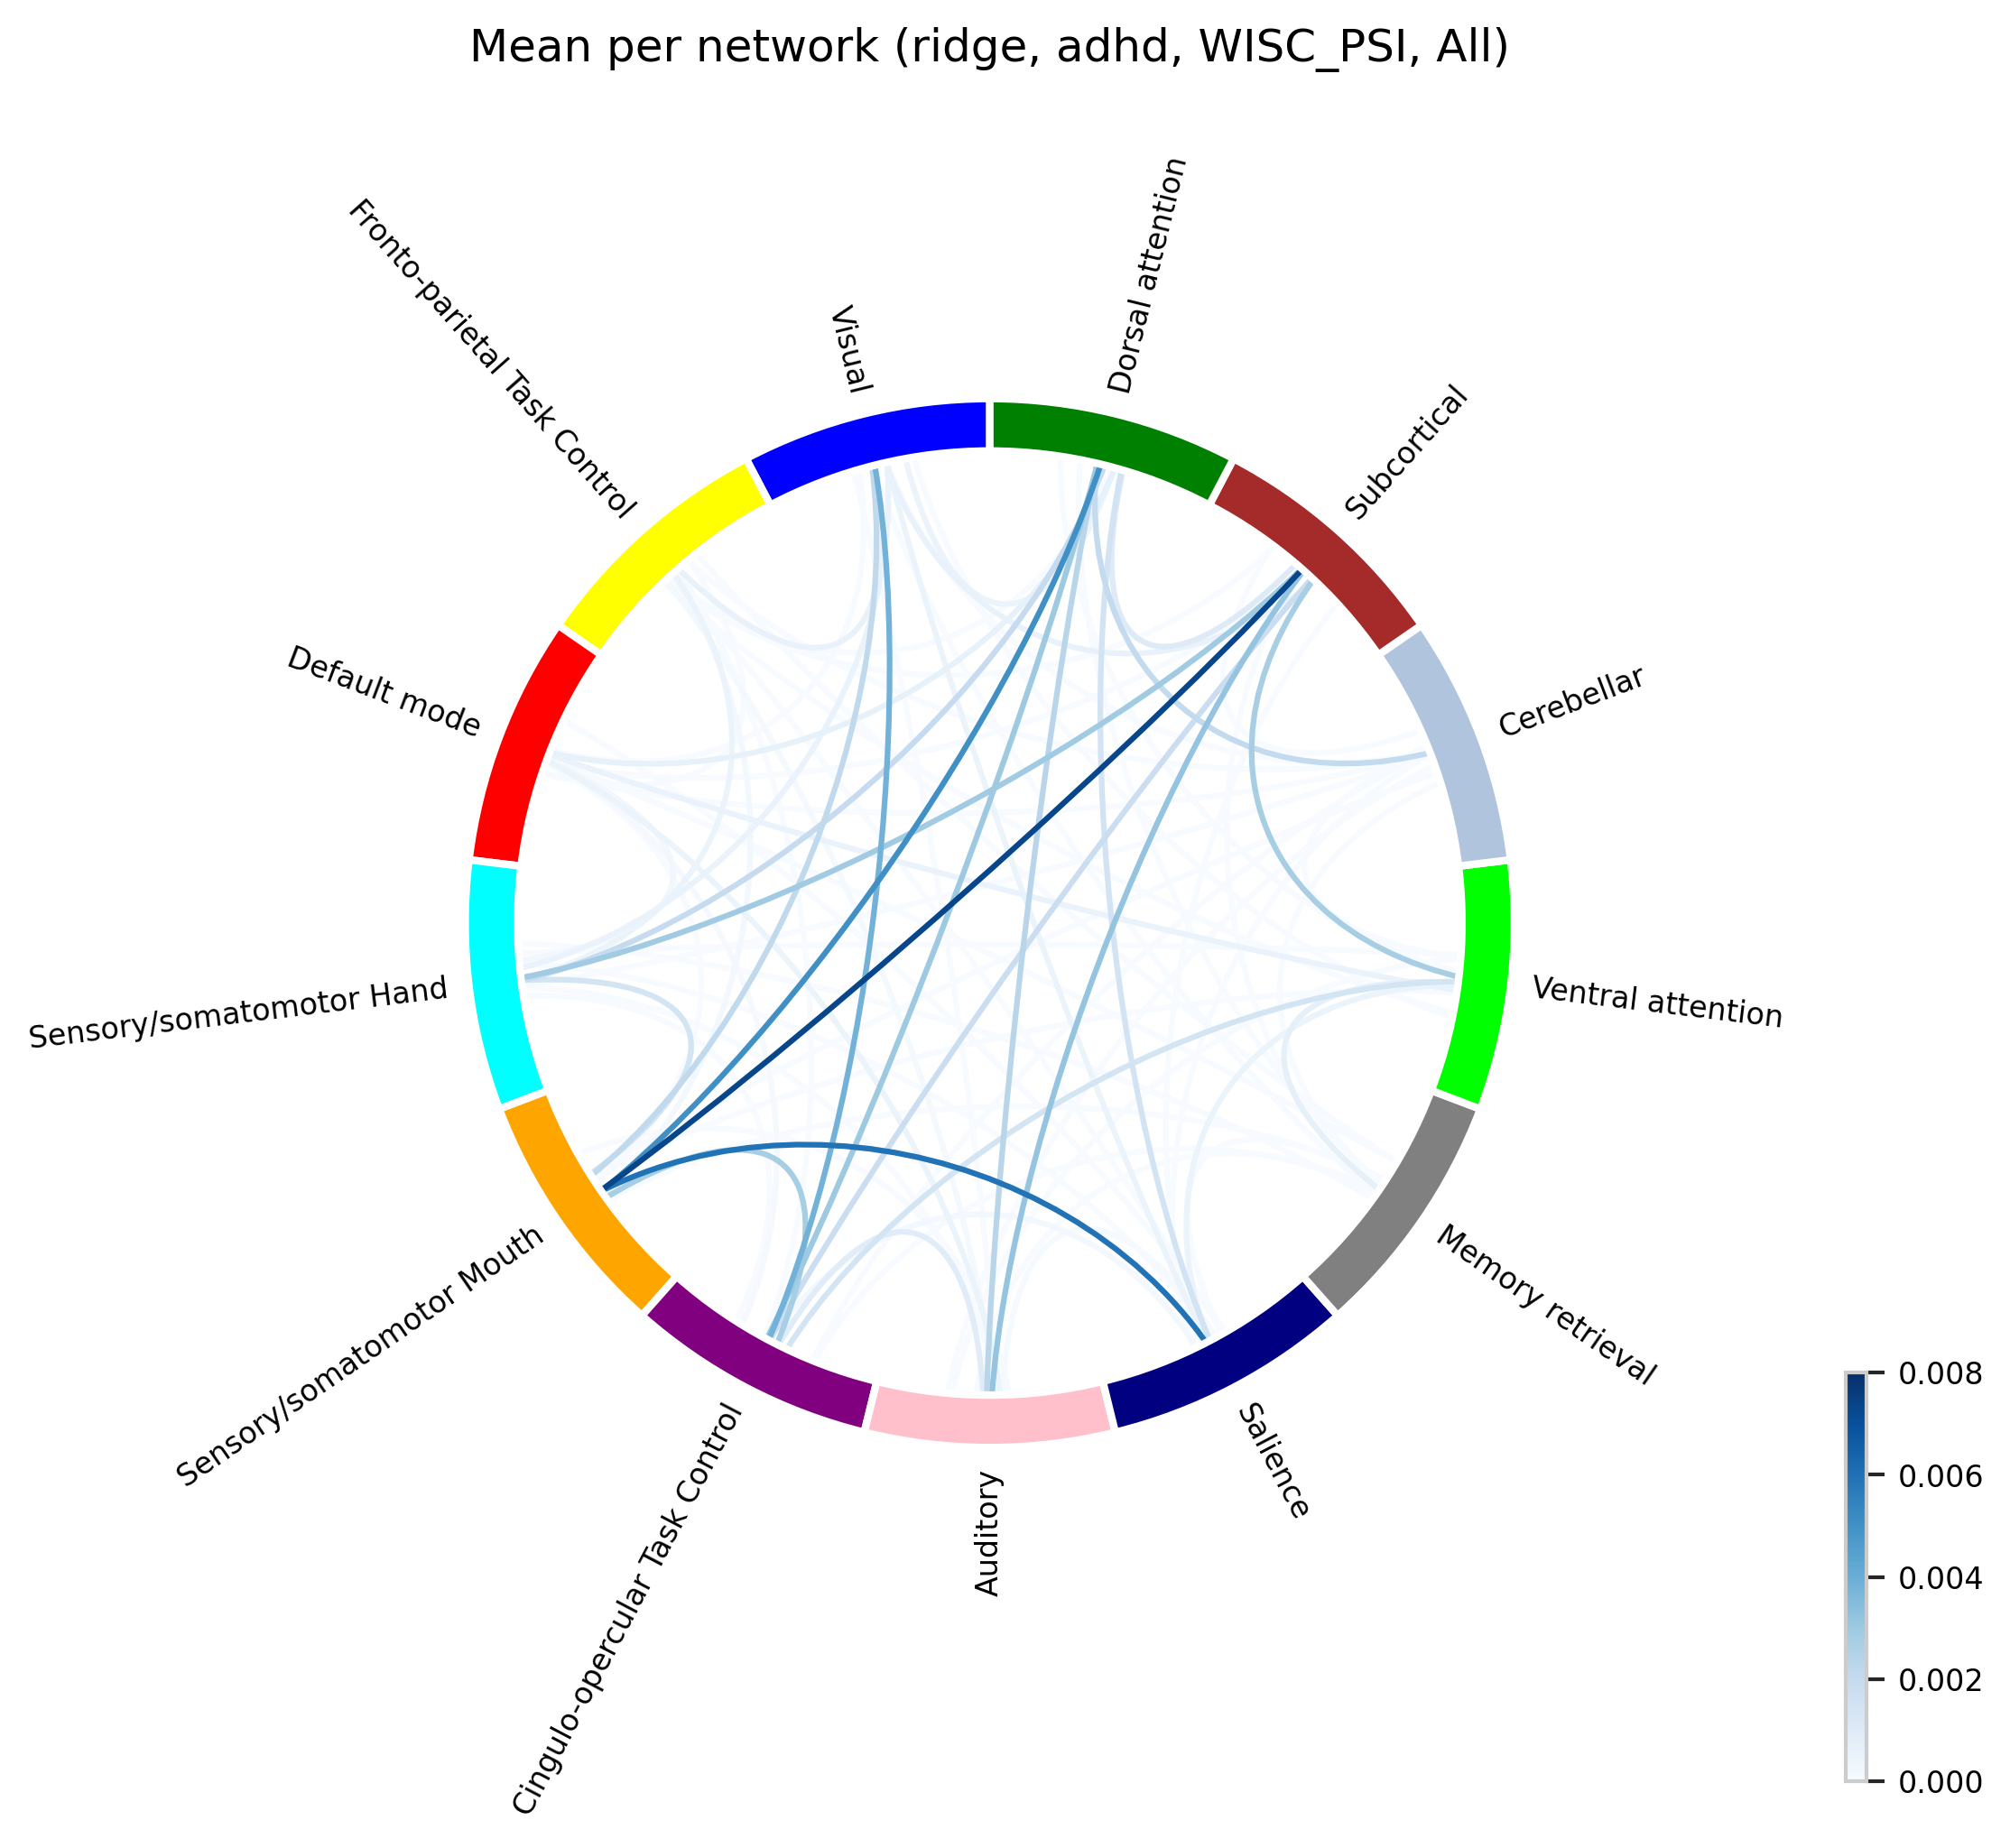 Mean per network (ridge, adhd, WISC_PSI, All)
Dorsal attention
Visual
Fronto-parietal Task Control
Subcortical
Default mode
Cerebellar
Sensory/somatomotor Hand
Ventral attention
Sensory/somatomotor Mouth
Memory retrieval
Cingulo-opercular Task Control
Auditory
Salience
0.008
0.006
0.004
0.002
0.000